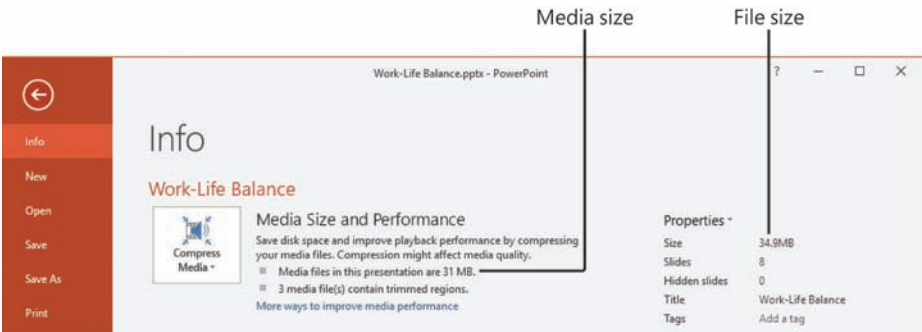 Media size File size
Work-Life Balance.pptx - PowerPoint ? – □ ×
Info
New
Open
Save
Save As
Print
Info
Work-Life Balance
Compress
Media
Media Size and Performance
Save disk space and improve playback performance by compressing
your media files. Compression might affect media quality.
Media files in this presentation are 31 MB.
3 media file(s) contain trimmed regions.
More ways to improve media performance
Properties
Size 34.9MB
Slides 8
Hidden slides 0
Title Work-Life Balance
Tags Add a tag